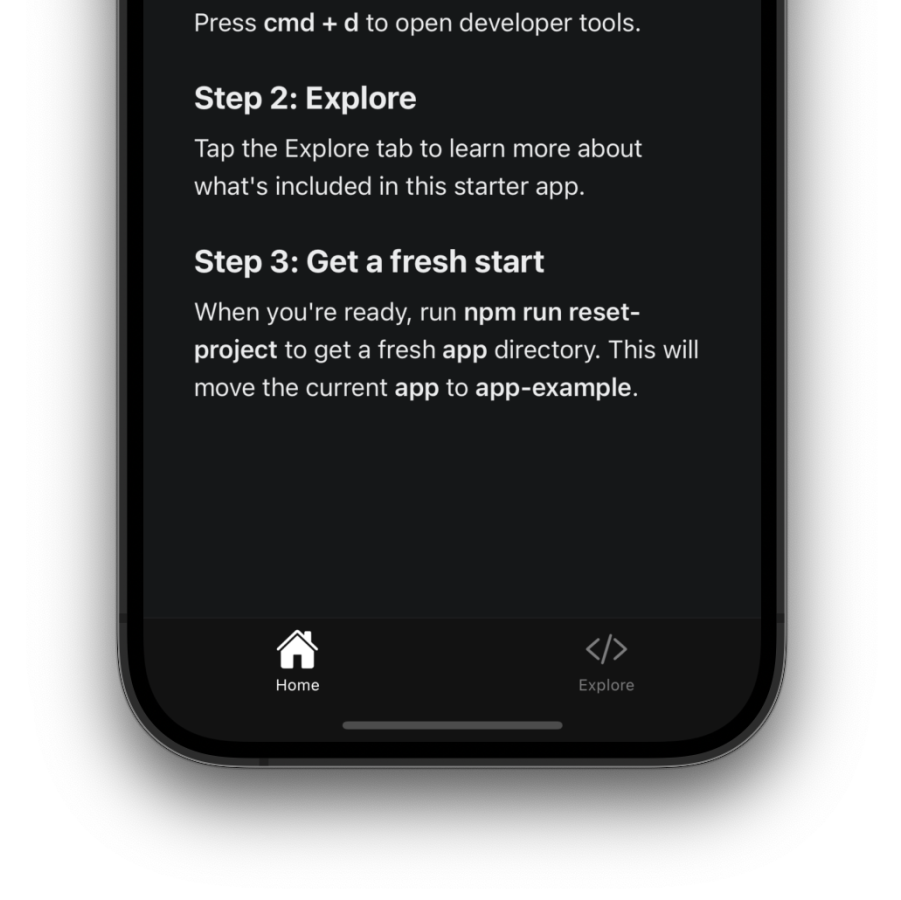 Press cmd + d to open developer tools.
Step 2: Explore
Tap the Explore tab to learn more about
what's included in this starter app.
Step 3: Get a fresh start
When you're ready, run npm run reset-
project to get a fresh app directory. This will
move the current app to app-example.
Home
Explore